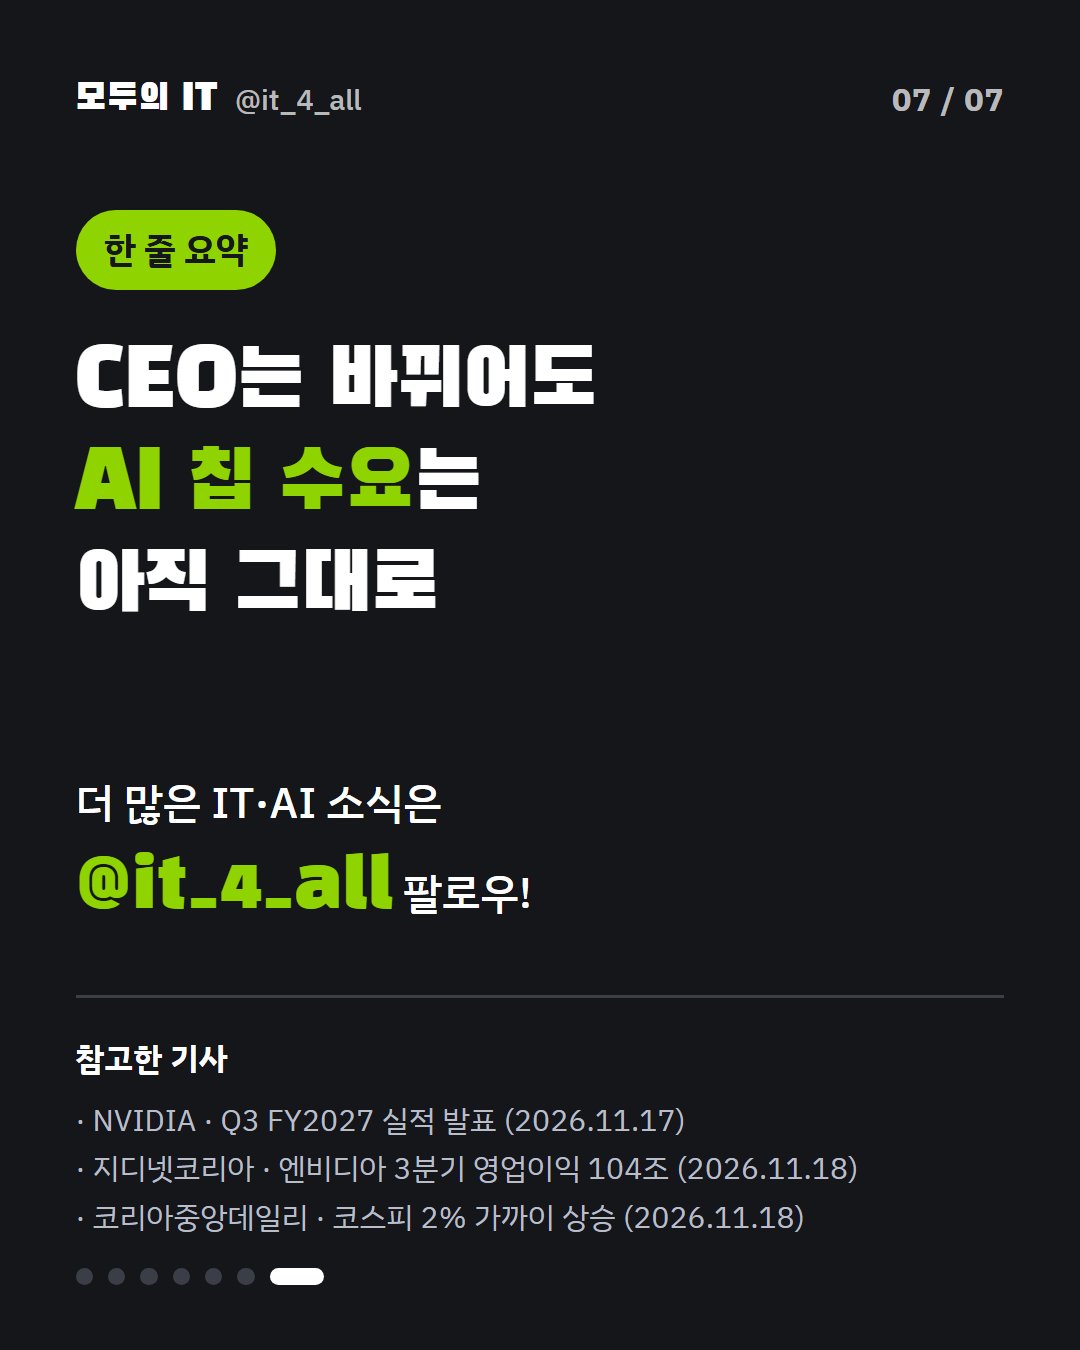 모두의 IT @it_4_all
07 / 07
한 줄 요약
CEO는 바뀌어도
AI 칩 수요는
아직 그대로
더 많은 IT·AI 소식은
@it_4_all 팔로우!
참고한 기사
· NVIDIA · Q3 FY2027 실적 발표 (2026.11.17)
· 지디넷코리아 · 엔비디아 3분기 영업이익 104조 (2026.11.18)
· 코리아중앙데일리 · 코스피 2% 가까이 상승 (2026.11.18)